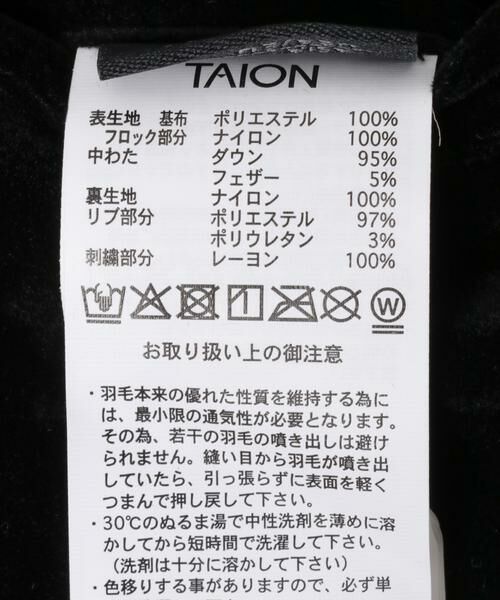 TAION
表生地 基布 ポリエステル 100%
フロック部分 ナイロン 100%
中わた ダウン 95%
フェザー 5%
裏生地 ナイロン 100%
リブ部分 ポリエステル 97%
ポリウレタン 3%
刺繍部分 レーヨン 100%
W
お取り扱い上の御注意
・羽毛本来の優れた性質を維持する為に
は、最小限の通気性が必要となります。
その為、若干の羽毛の噴き出しは避け
られません。縫い目から羽毛が噴き出
していたら、引っ張らずに表面を軽く
つまんで押し戻して下さい。
・30℃のぬるま湯で中性洗剤を薄めに溶
かしてから短時間で洗濯して下さい。
（洗剤は十分に溶かして下さい）
・色移りする事がありますので、必ず単